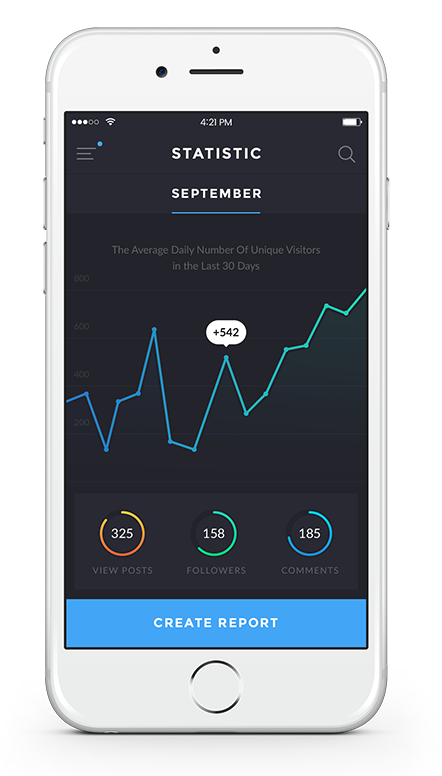 4:21 PM
STATISTIC
SEPTEMBER
The Average Daily Number Of Unique Visitors
in the Last 30 Days
800
600
+542
400
200
325 158 185
VIEW POSTS FOLLOWERS COMMENTS
CREATE REPORT